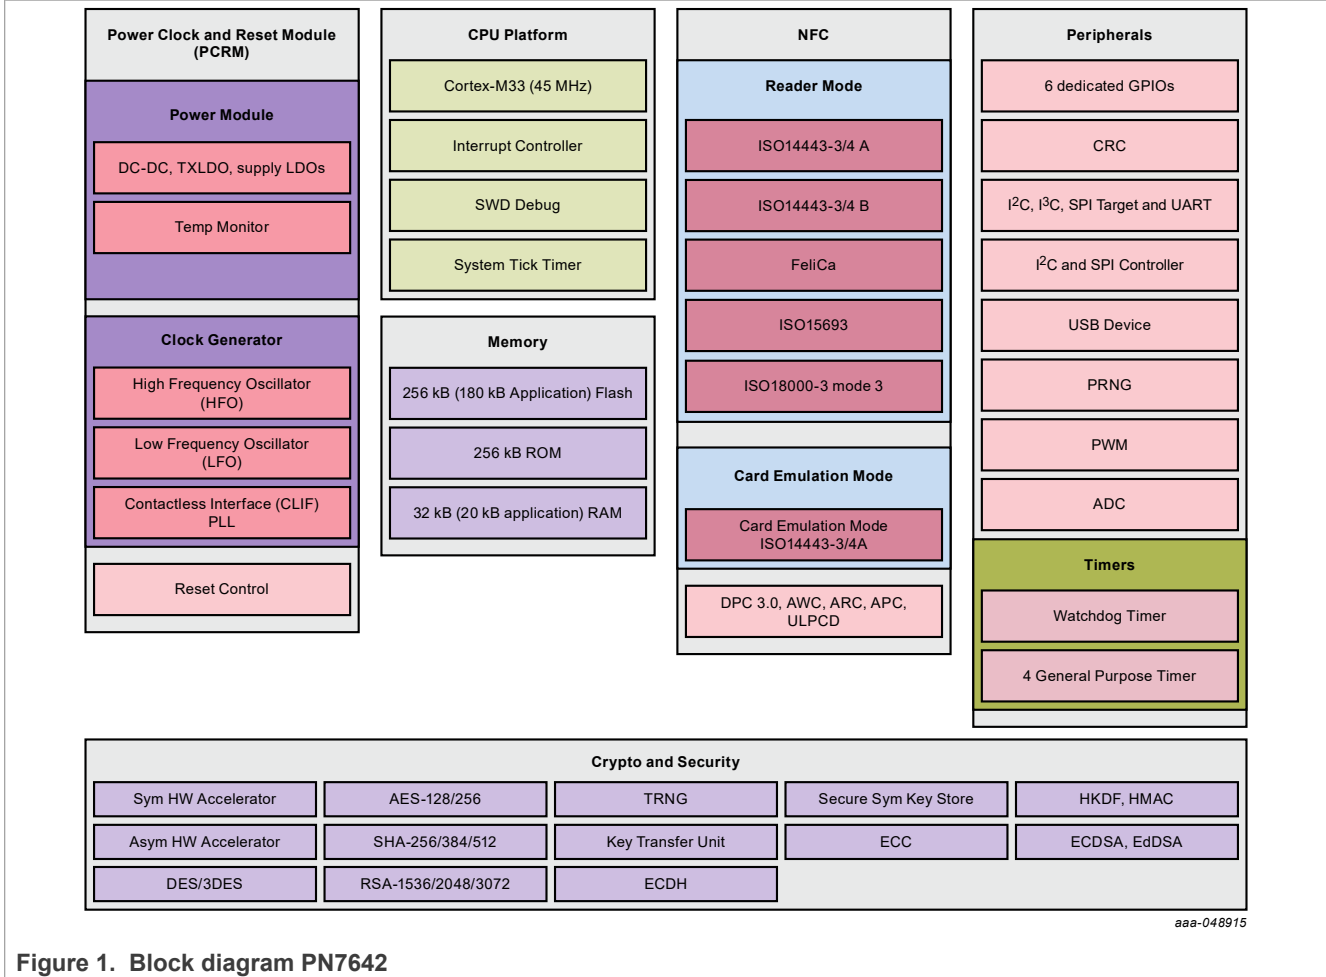 Power Clock and Reset Module
(PCRM)
Power Module
DC-DC, TXLDO, supply LDOs
Temp Monitor
Clock Generator
High Frequency Oscillator
(HFO)
Low Frequency Oscillator
(LFO)
Contactless Interface (CLIF)
PLL
Reset Control
CPU Platform
Cortex-M33 (45 MHz)
Interrupt Controller
SWD Debug
System Tick Timer
Memory
256 kB (180 kB Application) Flash
256 kB ROM
32 kB (20 kB application) RAM
NFC
Reader Mode
ISO14443-3/4 A
ISO14443-3/4 B
FeliCa
ISO15693
ISO18000-3 mode 3
Card Emulation Mode
Card Emulation Mode
ISO14443-3/4A
DPC 3.0, AWC, ARC, APC,
ULPCD
Peripherals
6 dedicated GPIOs
CRC
I²C, I³C, SPI Target and UART
I²C and SPI Controller
USB Device
PRNG
PWM
ADC
Timers
Watchdog Timer
4 General Purpose Timer
Crypto and Security
Sym HW Accelerator
AES-128/256
TRNG
Secure Sym Key Store
HKDF, HMAC
Asym HW Accelerator
SHA-256/384/512
Key Transfer Unit
ECC
ECDSA, EdDSA
DES/3DES
RSA-1536/2048/3072
ECDH
aaa-048915
Figure 1. Block diagram PN7642